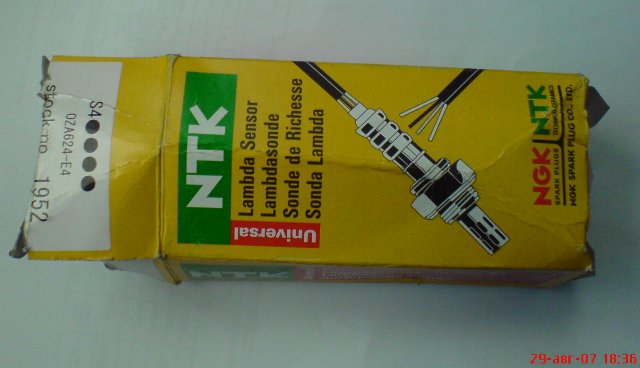 S4
OZA624-E4
stock no. 1952
NTK
Universal
Lambda Sensor
Lambdasonde
Sonde de Richesse
Sonda Lambda
NGK NTK
SPARK PLUGS TECHNICAL CERAMICS
NGK SPARK PLUG CO., LTD.
NTK
29-авг-07 18:36